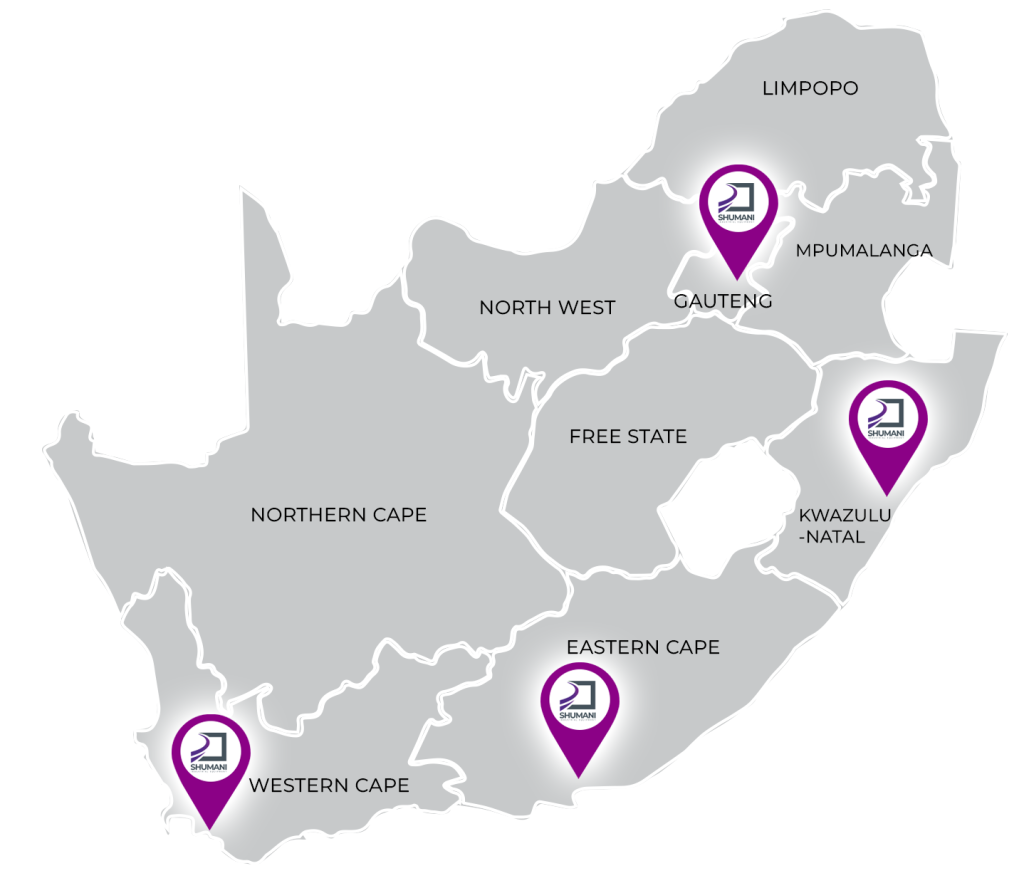 LIMPOPO
SHUMANI
MPUMALANGA
GAUTENG
NORTH WEST
SHUMANI
FREE STATE
NORTHERN CAPE
KWAZULU
-NATAL
EASTERN CAPE
SHUMANI
SHUMANI
WESTERN CAPE